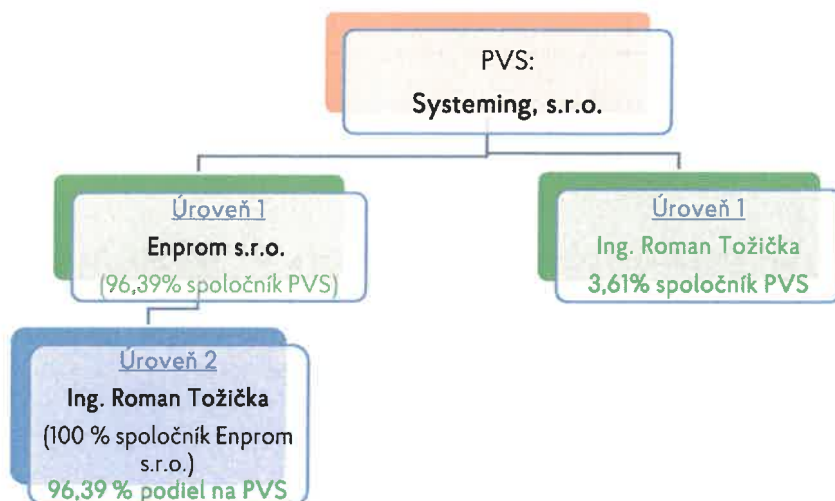 PVS:
Systeming, s.r.o.
Úroveň 1
Enprom s.r.o.
(96,39% spoločník PVS)
Úroveň 1
Ing. Roman Tožička
3,61% spoločník PVS
Úroveň 2
Ing. Roman Tožička
(100 % spoločník Enprom
s.r.o.)
96,39 % podiel na PVS